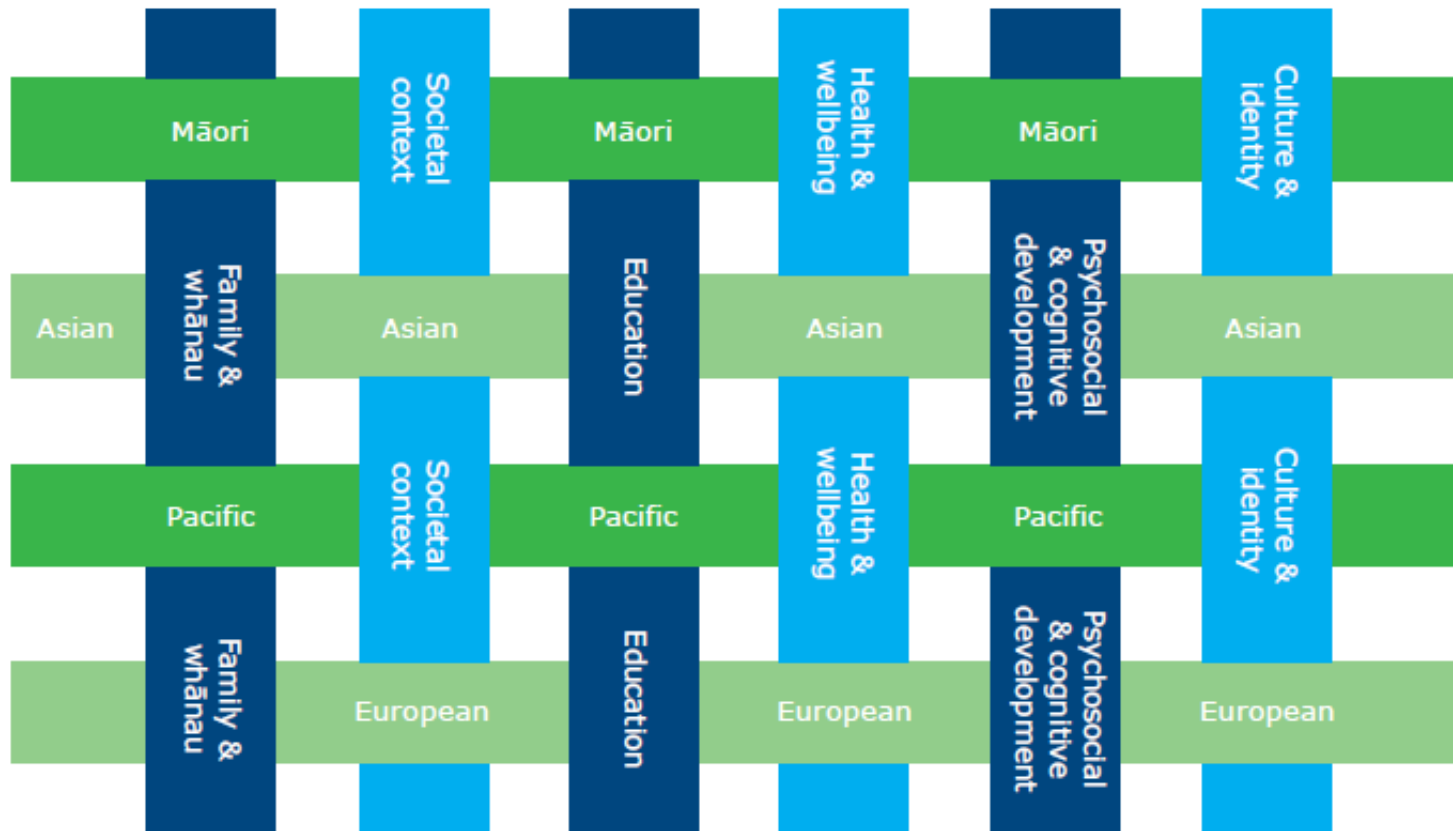 Māori
Societal
context
Māori
Health &
wellbeing
Māori
Culture &
identity
Asian
Family &
whānau
Asian
Education
Asian
Psychosocial
& cognitive
development
Asian
Pacific
Societal
context
Pacific
Health &
wellbeing
Pacific
Culture &
identity
Family &
whānau
European
Education
European
Psychosocial
& cognitive
development
European